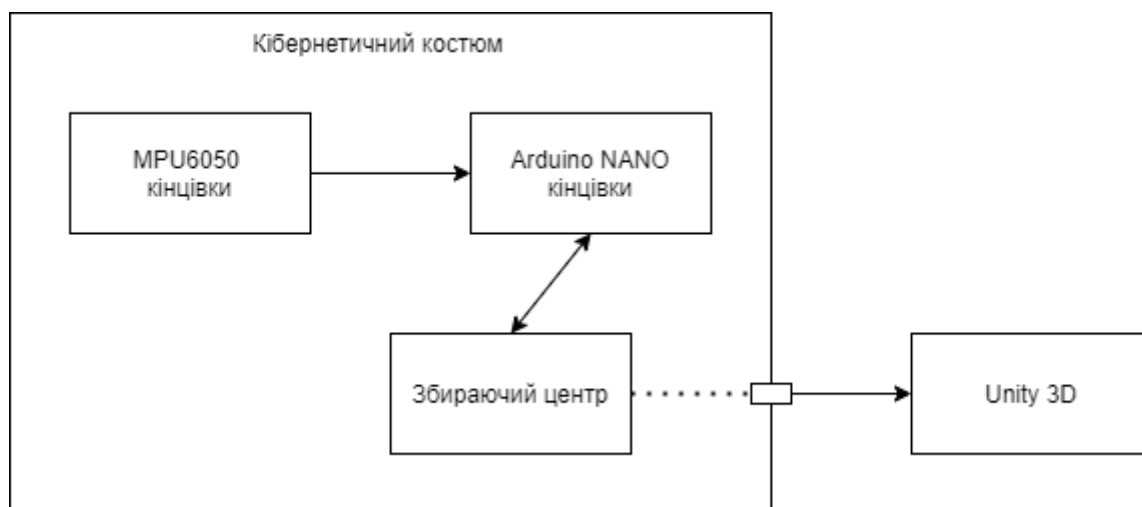 Кібернетичний костюм
MPU6050
кінцівки
Arduino NANO
кінцівки
Збираючий центр
Unity 3D